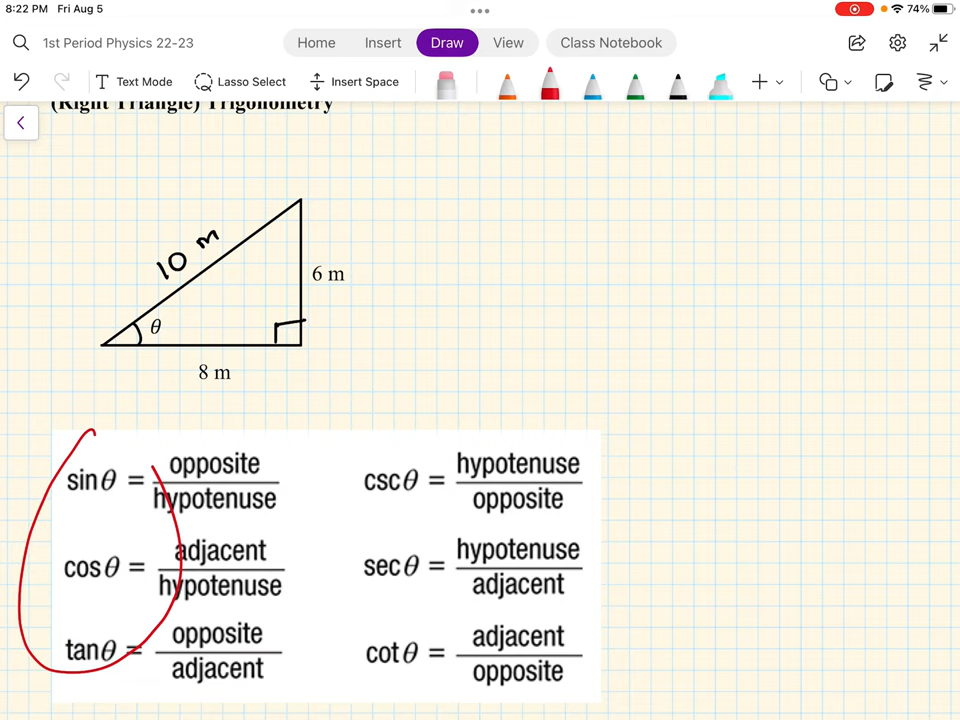 8:22 PM Fri Aug 5 74%
1st Period Physics 22-23 Home Insert Draw View Class Notebook
Text Mode Lasso Select Insert Space
(Right Triangle) Trigonometry
10 m
6 m
θ
8 m
sinθ = opposite / hypotenuse
cscθ = hypotenuse / opposite
cosθ = adjacent / hypotenuse
secθ = hypotenuse / adjacent
tanθ = opposite / adjacent
cotθ = adjacent / opposite